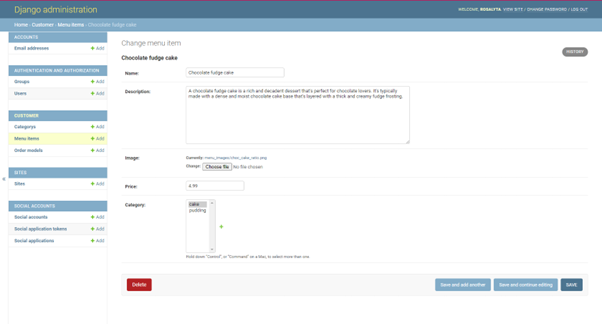 Django administration
WELCOME, ROSALYTA VIEW SITE / CHANGE PASSWORD / LOG OUT
Home › Customer › Menu items › Chocolate fudge cake
ACCOUNTS
Email addresses + Add
AUTHENTICATION AND AUTHORIZATION
Groups + Add
Users + Add
CUSTOMER
Categorys + Add
Menu items + Add
Order models + Add
SITES
Sites + Add
SOCIAL ACCOUNTS
Social accounts + Add
Social application tokens + Add
Social applications + Add
«
Change menu item
HISTORY
Chocolate fudge cake
Name: Chocolate fudge cake
Description: A chocolate fudge cake is a rich and decadent dessert that's perfect for chocolate lovers. It's typically
made with a dense and moist chocolate cake base that's layered with a thick and creamy fudge frosting.
Image: Currently: menu_images/choc_cake_
Change: Choose file No file chosen
Price: 4.99
Category: cake
pudding
Hold down "Control", or "Command" on a Mac, to select more than one.
Delete
Save and add another
Save and continue editing
SAVE